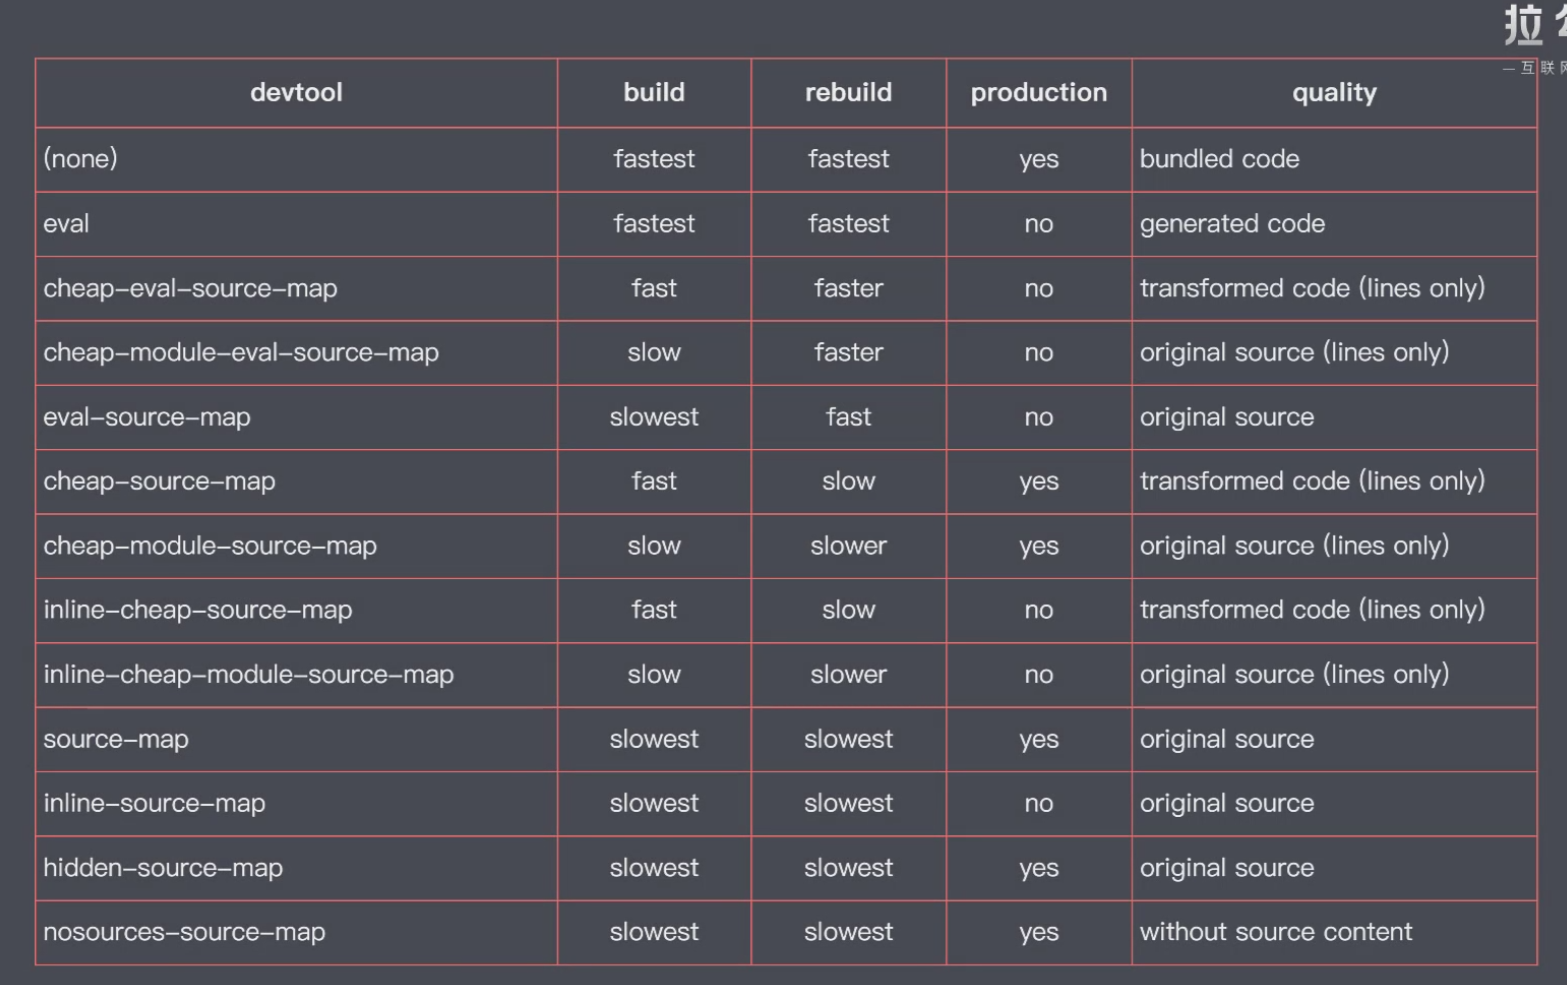 拉
一互联
devtool build rebuild production quality
(none) fastest fastest yes bundled code
eval fastest fastest no generated code
cheap-eval-source-map fast faster no transformed code (lines only)
cheap-module-eval-source-map slow faster no original source (lines only)
eval-source-map slowest fast no original source
cheap-source-map fast slow yes transformed code (lines only)
cheap-module-source-map slow slower yes original source (lines only)
inline-cheap-source-map fast slow no transformed code (lines only)
inline-cheap-module-source-map slow slower no original source (lines only)
source-map slowest slowest yes original source
inline-source-map slowest slowest no original source
hidden-source-map slowest slowest yes original source
nosources-source-map slowest slowest yes without source content